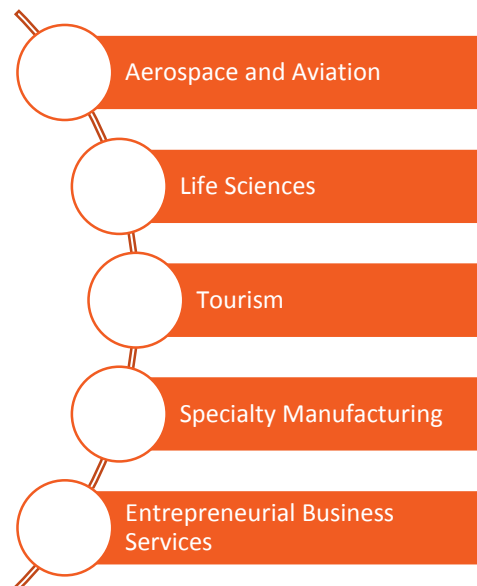 Aerospace and Aviation
Life Sciences
Tourism
Specialty Manufacturing
Entrepreneurial Business
Services